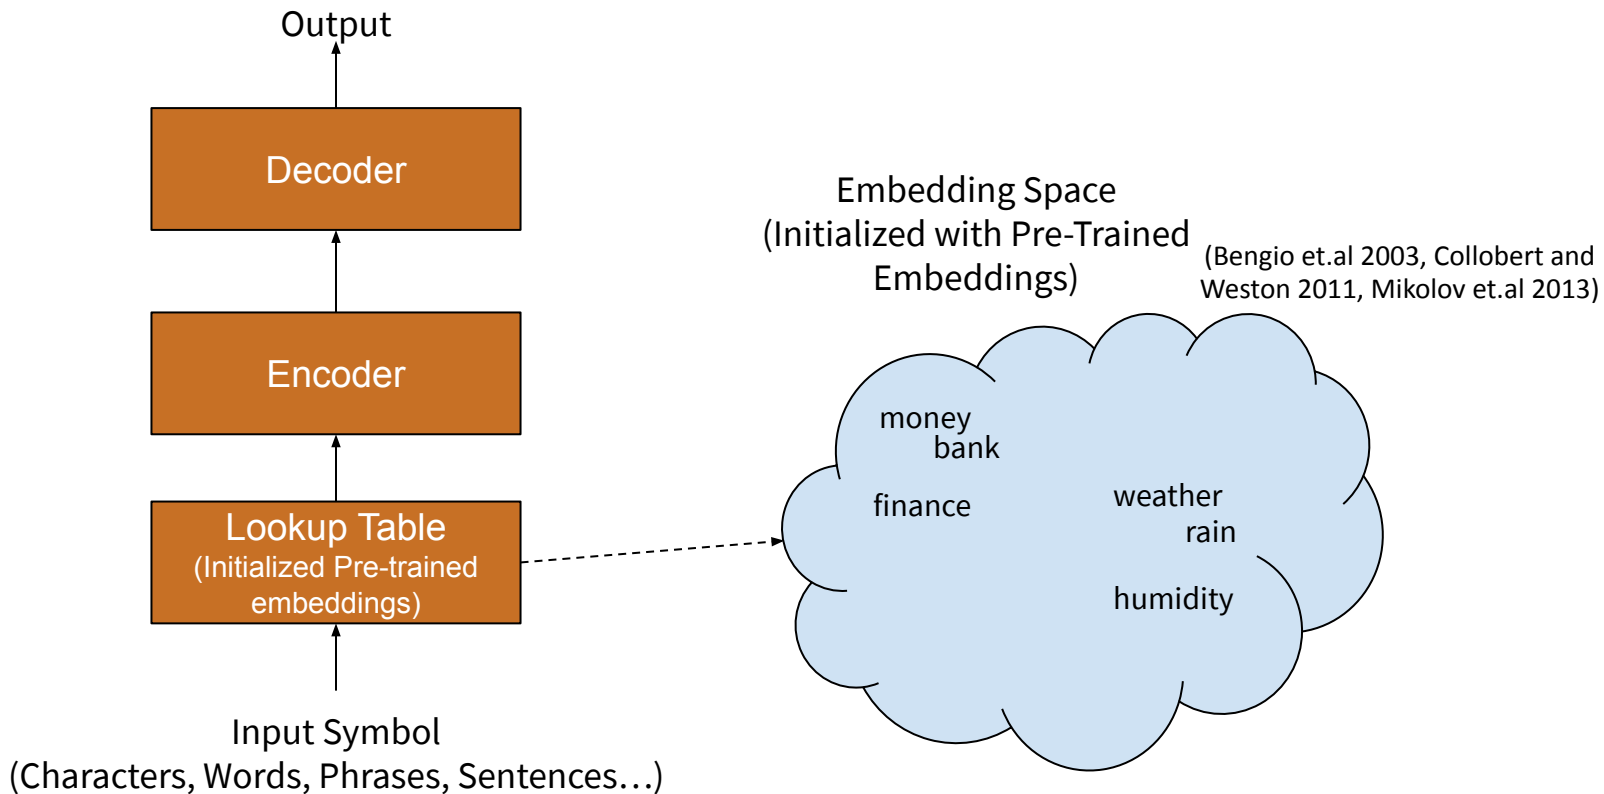 Output
Decoder
Encoder
Lookup Table
(Initialized Pre-trained
embeddings)
Input Symbol
(Characters, Words, Phrases, Sentences...)
Embedding Space
(Initialized with Pre-Trained
Embeddings)
(Bengio et.al 2003, Collobert and
Weston 2011, Mikolov et.al 2013)
money
bank
finance
weather
rain
humidity